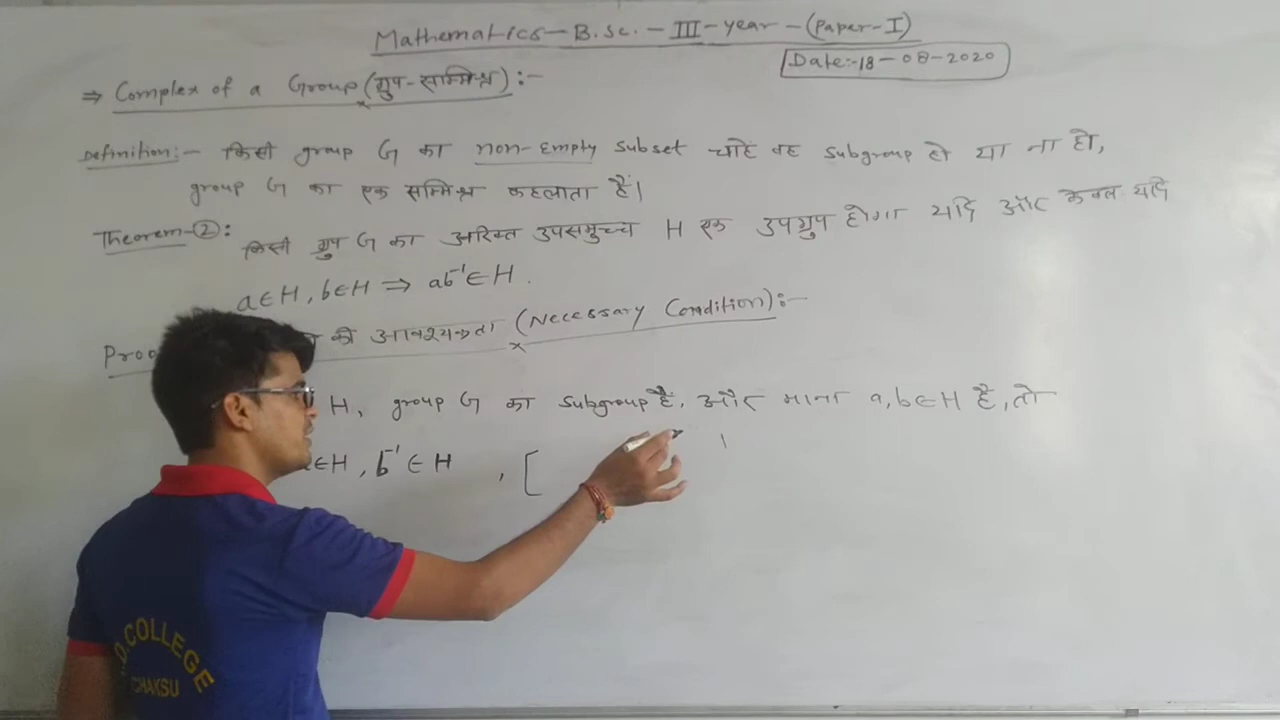 Mathematics-B.Sc.-III-year-(Paper-I)
Date:-18-08-2020
⇒ Complex of a Group (ग्रुप-सम्मिश्र):-
Definition:- किसी group G का non-Empty subset चाहे वह subgroup हो या ना हो,
group G का एक सम्मिश्र कहलाता है।
Theorem-②:
किसी ग्रुप G का अरिक्त उपसमुच्च H एक उपग्रुप होगा यदि और केवल यदि
a∈H, b∈H ⇒ ab⁻¹∈H.
की आवश्यकता (Necessary Condition):-
H, group G का subgroup है, और माना a,b∈H है, तो
∈H, b⁻¹∈H , [
D.COLLEGE
CHAKSU